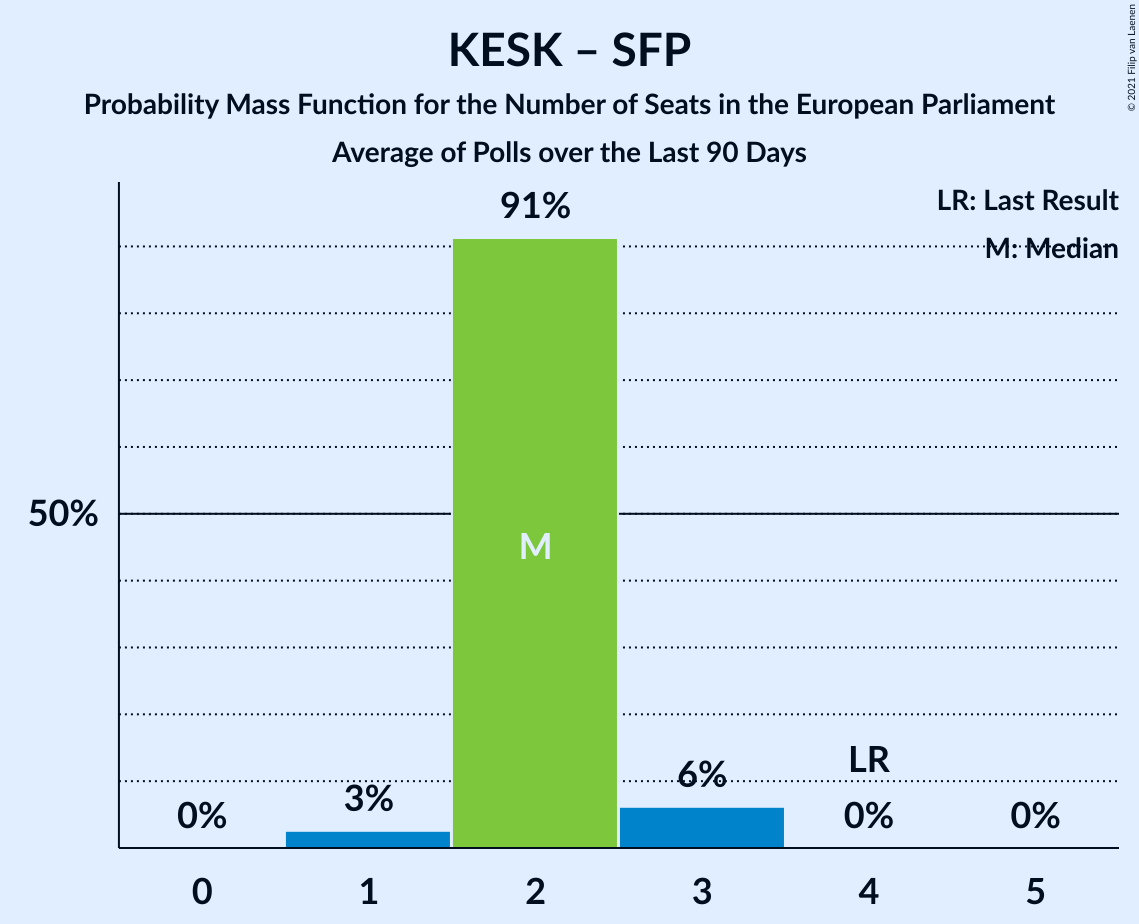 KESK – SFP
Probability Mass Function for the Number of Seats in the European Parliament
Average of Polls over the Last 90 Days
© 2021 Filip van Laenen
LR: Last Result
M: Median
91%
50%
M
LR
6%
3%
0%
0%
0%
0
1
2
3
4
5